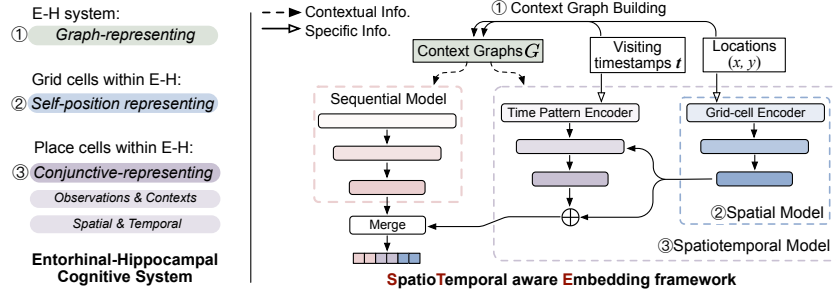 E-H system:
① Graph-representing
Grid cells within E-H:
② Self-position representing
Place cells within E-H:
③ Conjunctive-representing
Observations & Contexts
Spatial & Temporal
Entorhinal-Hippocampal
Cognitive System
Contextual Info.
Specific Info.
① Context Graph Building
Context Graphs G
Visiting
timestamps t
Locations
(x, y)
Sequential Model
Time Pattern Encoder
Grid-cell Encoder
Merge
②Spatial Model
③Spatiotemporal Model
SpatioTemporal aware Embedding framework